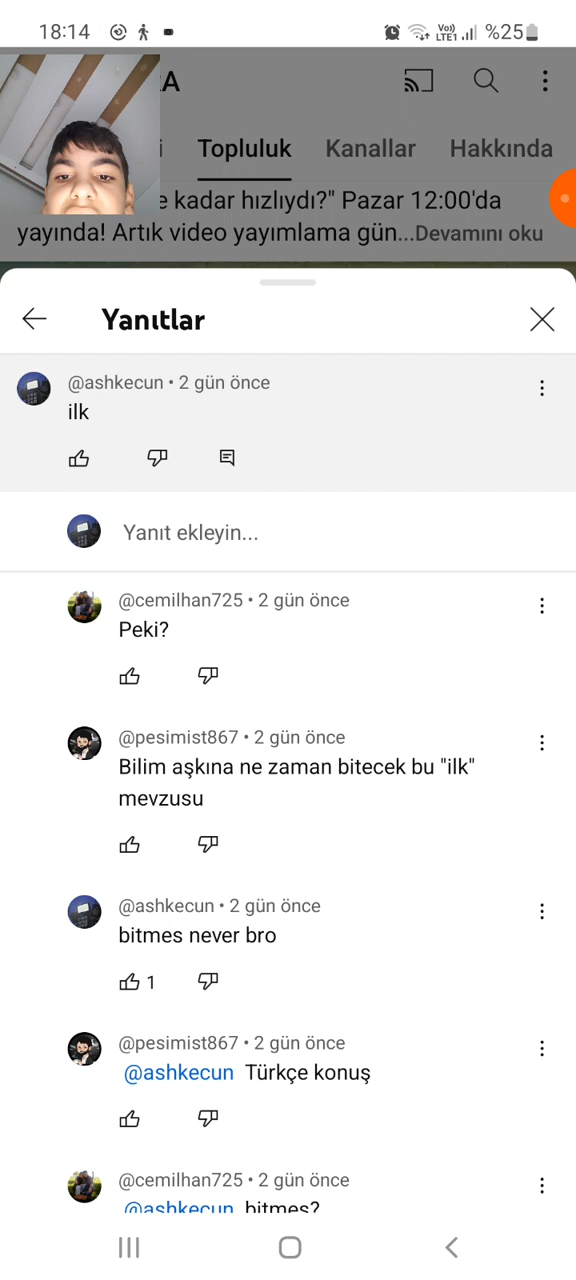 18:14
Vo))
LTE1
%25
RA
Topluluk
Kanallar
Hakkında
e kadar hızlıydı?" Pazar 12:00'da
yayında! Artık video yayımlama gün...Devamını oku
Yanıtlar
@ashkecun • 2 gün önce
ilk
Yanıt ekleyin...
@cemilhan725 • 2 gün önce
Peki?
@pesimist867 • 2 gün önce
Bilim aşkına ne zaman bitecek bu "ilk"
mevzusu
@ashkecun • 2 gün önce
bitmes never bro
1
@pesimist867 • 2 gün önce
@ashkecun Türkçe konuş
@cemilhan725 • 2 gün önce
@ashkecun bitmes?